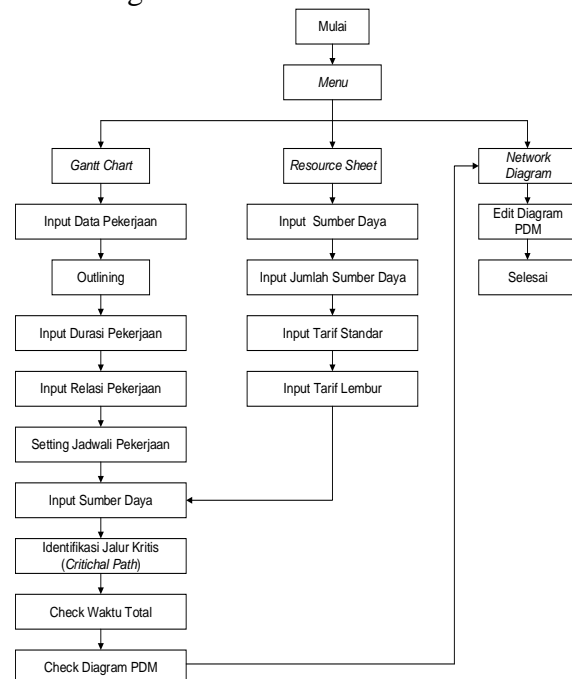 Mulai
Menu
Gantt Chart
Input Data Pekerjaan
Outlining
Input Durasi Pekerjaan
Input Relasi Pekerjaan
Setting Jadwali Pekerjaan
Input Sumber Daya
Identifikasi Jalur Kritis
(Critichal Path)
Check Waktu Total
Check Diagram PDM
Resource Sheet
Input Sumber Daya
Input Jumlah Sumber Daya
Input Tarif Standar
Input Tarif Lembur
Network
Diagram
Edit Diagram
PDM
Selesai